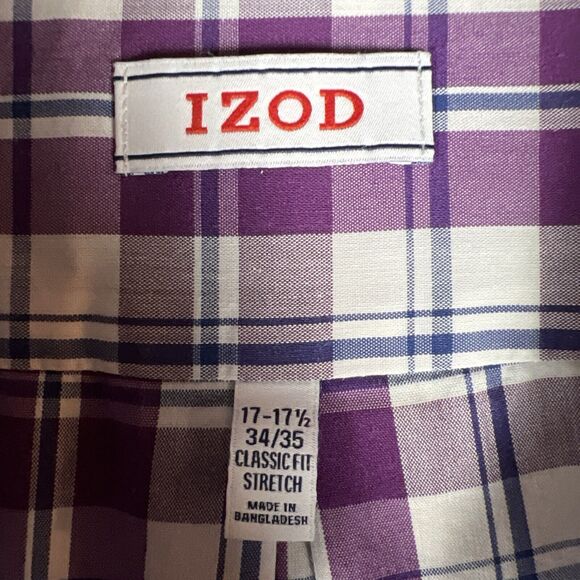 IZOD
17-17½
34/35
CLASSIC FIT
STRETCH
MADE IN
BANGLADESH